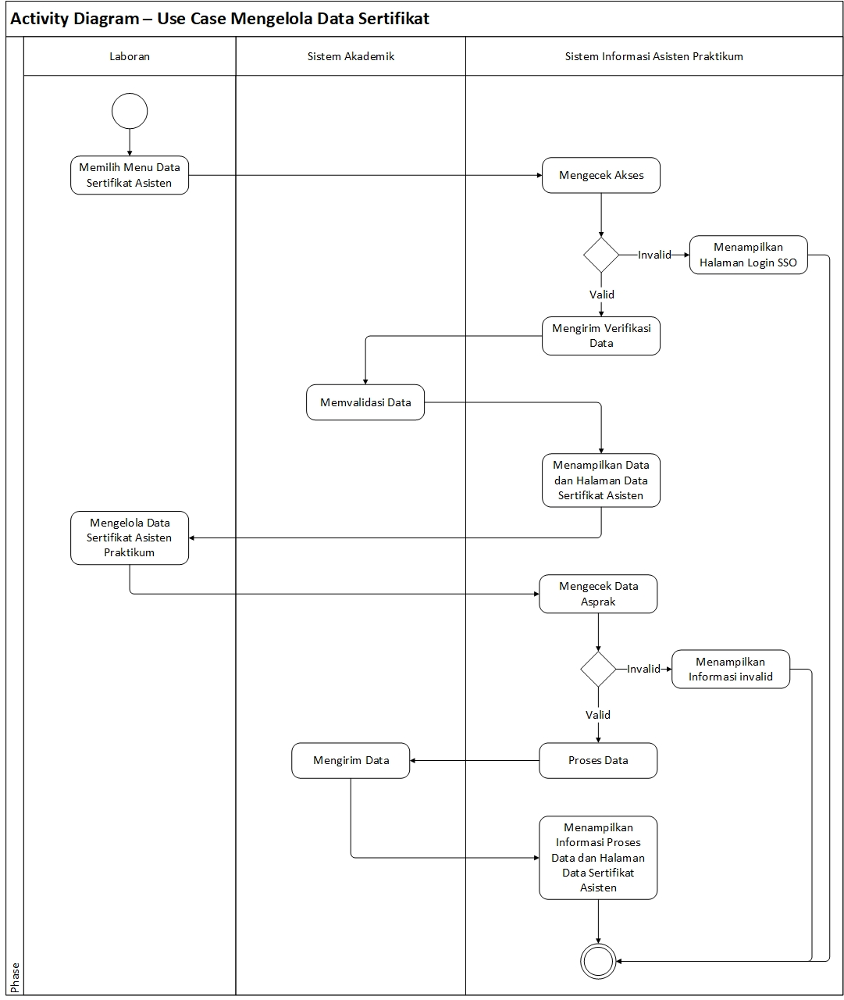 Activity Diagram – Use Case Mengelola Data Sertifikat
Laboran
Sistem Akademik
Sistem Informasi Asisten Praktikum
Memilih Menu Data
Sertifikat Asisten
Mengecek Akses
Invalid
Menampilkan
Halaman Login SSO
Valid
Mengirim Verifikasi
Data
Memvalidasi Data
Menampilkan Data
dan Halaman Data
Sertifikat Asisten
Mengelola Data
Sertifikat Asisten
Praktikum
Mengecek Data
Asprak
Invalid
Menampilkan
Informasi invalid
Valid
Mengirim Data
Proses Data
Menampilkan
Informasi Proses
Data dan Halaman
Data Sertifikat
Asisten
Phase